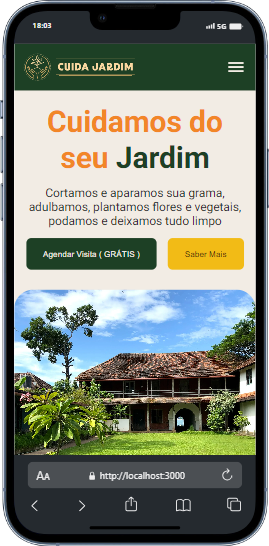 18:03
5G
CUIDA JARDIM
Cuidamos do
seu Jardim
Cortamos e aparamos sua grama,
adulbamos, plantamos flores e vegetais,
podamos e deixamos tudo limpo
Agendar Visita ( GRÁTIS )
Saber Mais
AA
http://localhost:3000